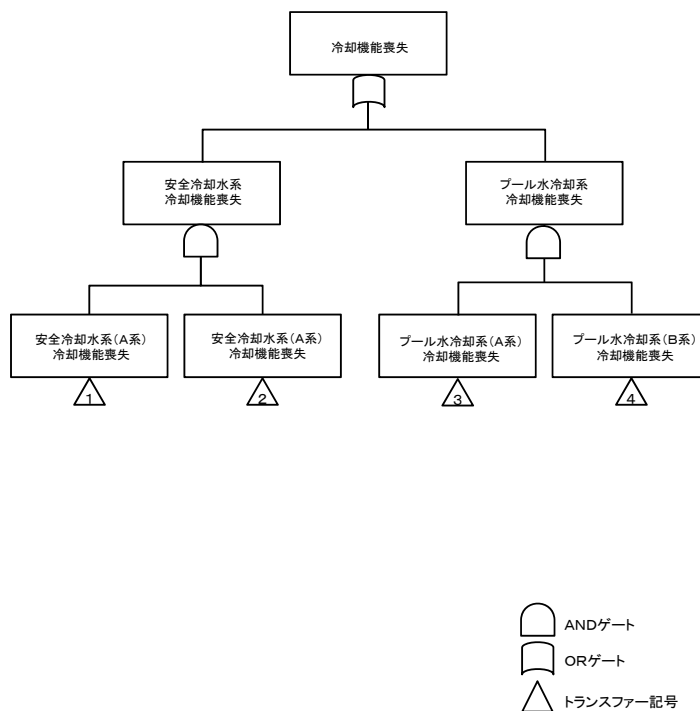 冷却機能喪失
安全冷却水系
冷却機能喪失
プール水冷却系
冷却機能喪失
安全冷却水系(A系)
冷却機能喪失
安全冷却水系(A系)
冷却機能喪失
プール水冷却系(A系)
冷却機能喪失
プール水冷却系(B系)
冷却機能喪失
1
2
3
4
ANDゲート
ORゲート
トランスファー記号